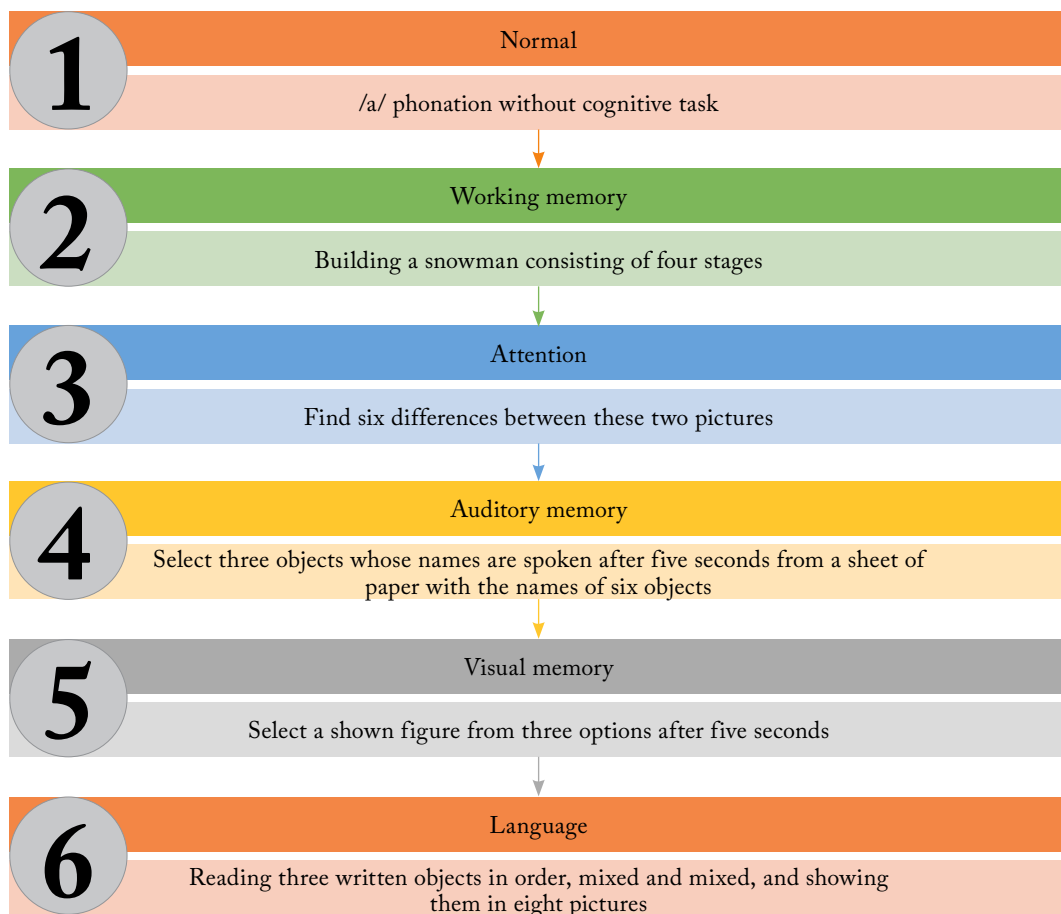 1
Normal
/a/ phonation without cognitive task
2
Working memory
Building a snowman consisting of four stages
3
Attention
Find six differences between these two pictures
4
Auditory memory
Select three objects whose names are spoken after five seconds from a sheet of
paper with the names of six objects
5
Visual memory
Select a shown figure from three options after five seconds
6
Language
Reading three written objects in order, mixed and mixed, and showing
them in eight pictures